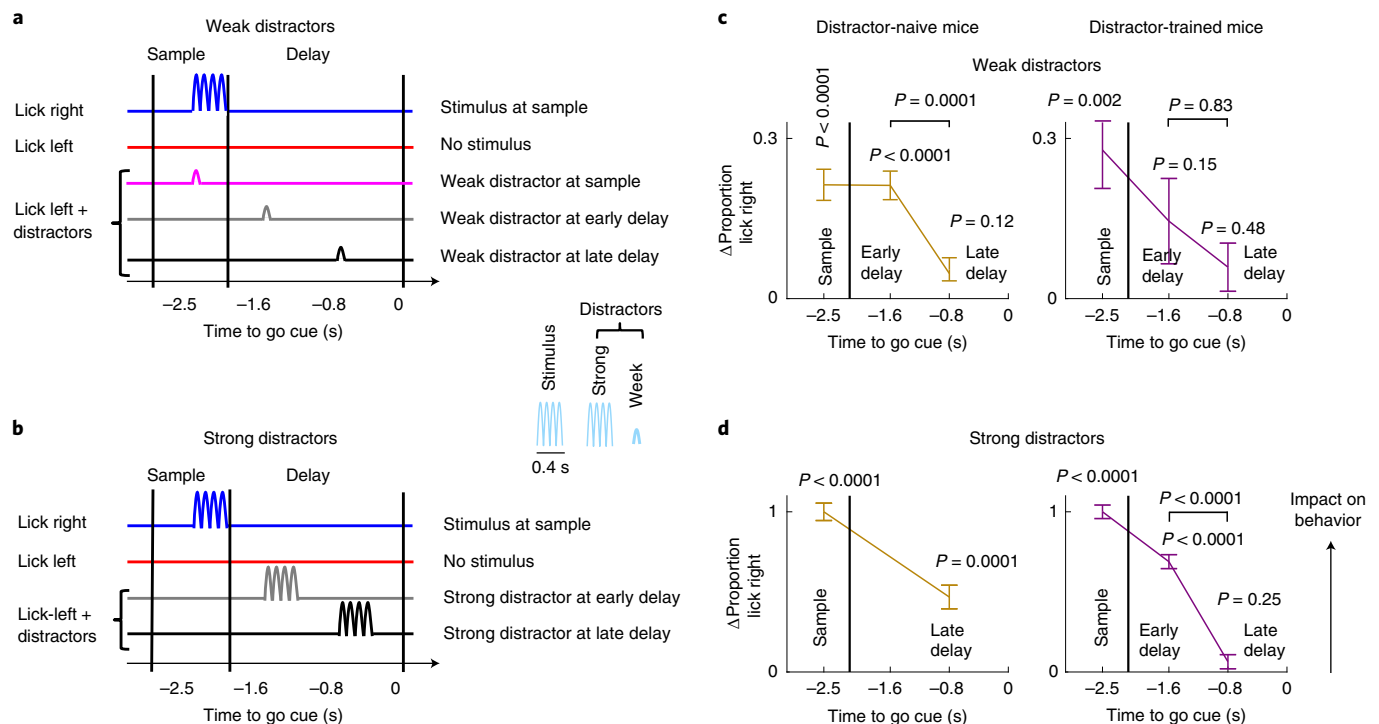 a
Weak distractors
Sample
Delay
Lick right
Stimulus at sample
Lick left
No stimulus
Weak distractor at sample
Lick left +
distractors
Weak distractor at early delay
Weak distractor at late delay
−2.5
−1.6
−0.8
0
Time to go cue (s)
Distractors
Stimulus
Strong
Week
0.4 s
b
Strong distractors
Sample
Delay
Lick right
Stimulus at sample
Lick left
No stimulus
Lick-left +
distractors
Strong distractor at early delay
Strong distractor at late delay
−2.5
−1.6
−0.8
0
Time to go cue (s)
c
Distractor-naive mice
Distractor-trained mice
Weak distractors
P < 0.0001
P = 0.0001
P < 0.0001
P = 0.12
0.3
0
ΔProportion
lick right
Sample
Early
delay
Late
delay
−2.5
−1.6
−0.8
0
Time to go cue (s)
P = 0.002
P = 0.83
P = 0.15
P = 0.48
0.3
0
Sample
Early
delay
Late
delay
−2.5
−1.6
−0.8
0
Time to go cue (s)
d
Strong distractors
P < 0.0001
P = 0.0001
1
0
ΔProportion
lick right
Sample
Late
delay
−2.5
−1.6
−0.8
0
Time to go cue (s)
P < 0.0001
P < 0.0001
P < 0.0001
P = 0.25
1
0
Sample
Early
delay
Late
delay
−2.5
−1.6
−0.8
0
Time to go cue (s)
Impact on
behavior